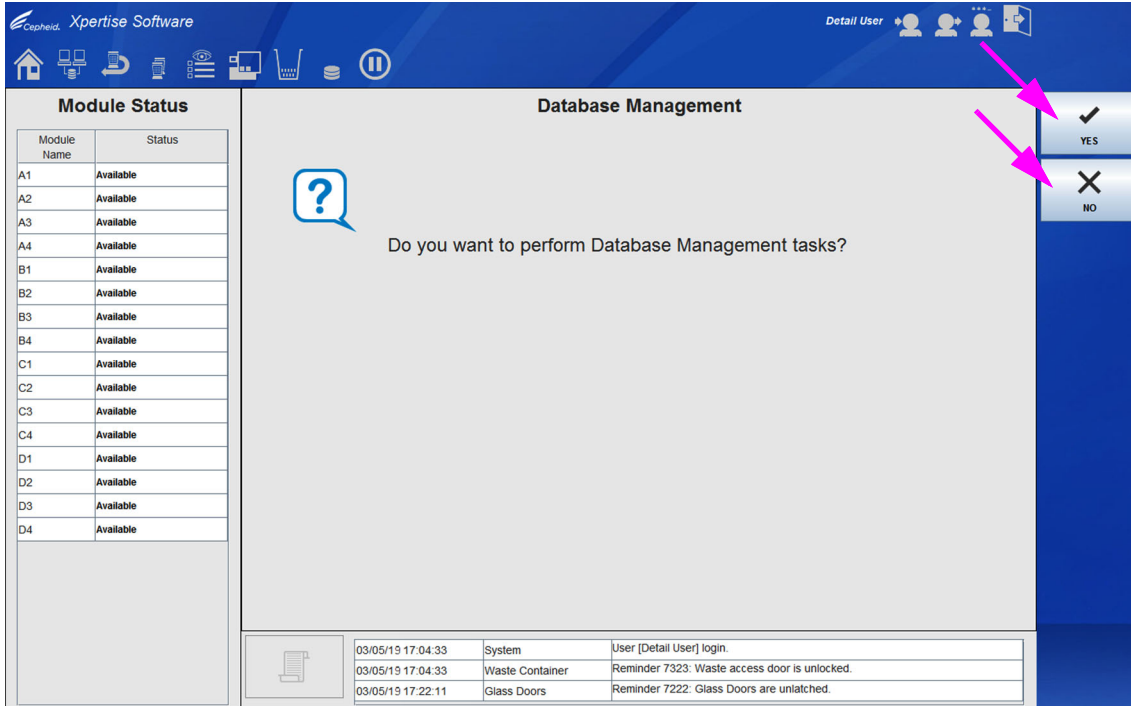 Cepheid. Xpertise Software
Detail User
Module Status
Database Management
YES
NO
Module Name Status
A1 Available
A2 Available
A3 Available
A4 Available
B1 Available
B2 Available
B3 Available
B4 Available
C1 Available
C2 Available
C3 Available
C4 Available
D1 Available
D2 Available
D3 Available
D4 Available
?
Do you want to perform Database Management tasks?
03/05/19 17:04:33 System User [Detail User] login.
03/05/19 17:04:33 Waste Container Reminder 7323: Waste access door is unlocked.
03/05/19 17:22:11 Glass Doors Reminder 7222: Glass Doors are unlatched.